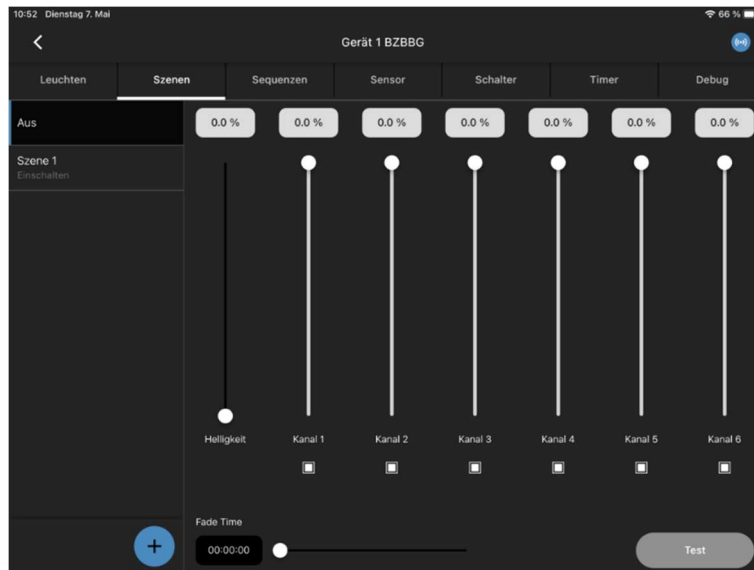 10:52 Dienstag 7. Mai 66 %
Gerät 1 BZBBG
Leuchten Szenen Sequenzen Sensor Schalter Timer Debug
Aus
Szene 1
Einschalten
0.0 % 0.0 % 0.0 % 0.0 % 0.0 % 0.0 % 0.0 %
Helligkeit Kanal 1 Kanal 2 Kanal 3 Kanal 4 Kanal 5 Kanal 6
Fade Time
00:00:00
Test